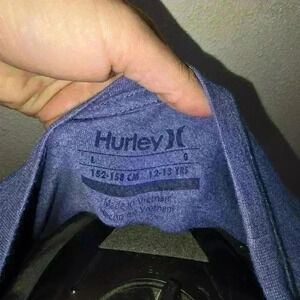 Hurley
L G
152-158 CM 12-13 YRS
Made in Vietnam
Hecho en Vietnam